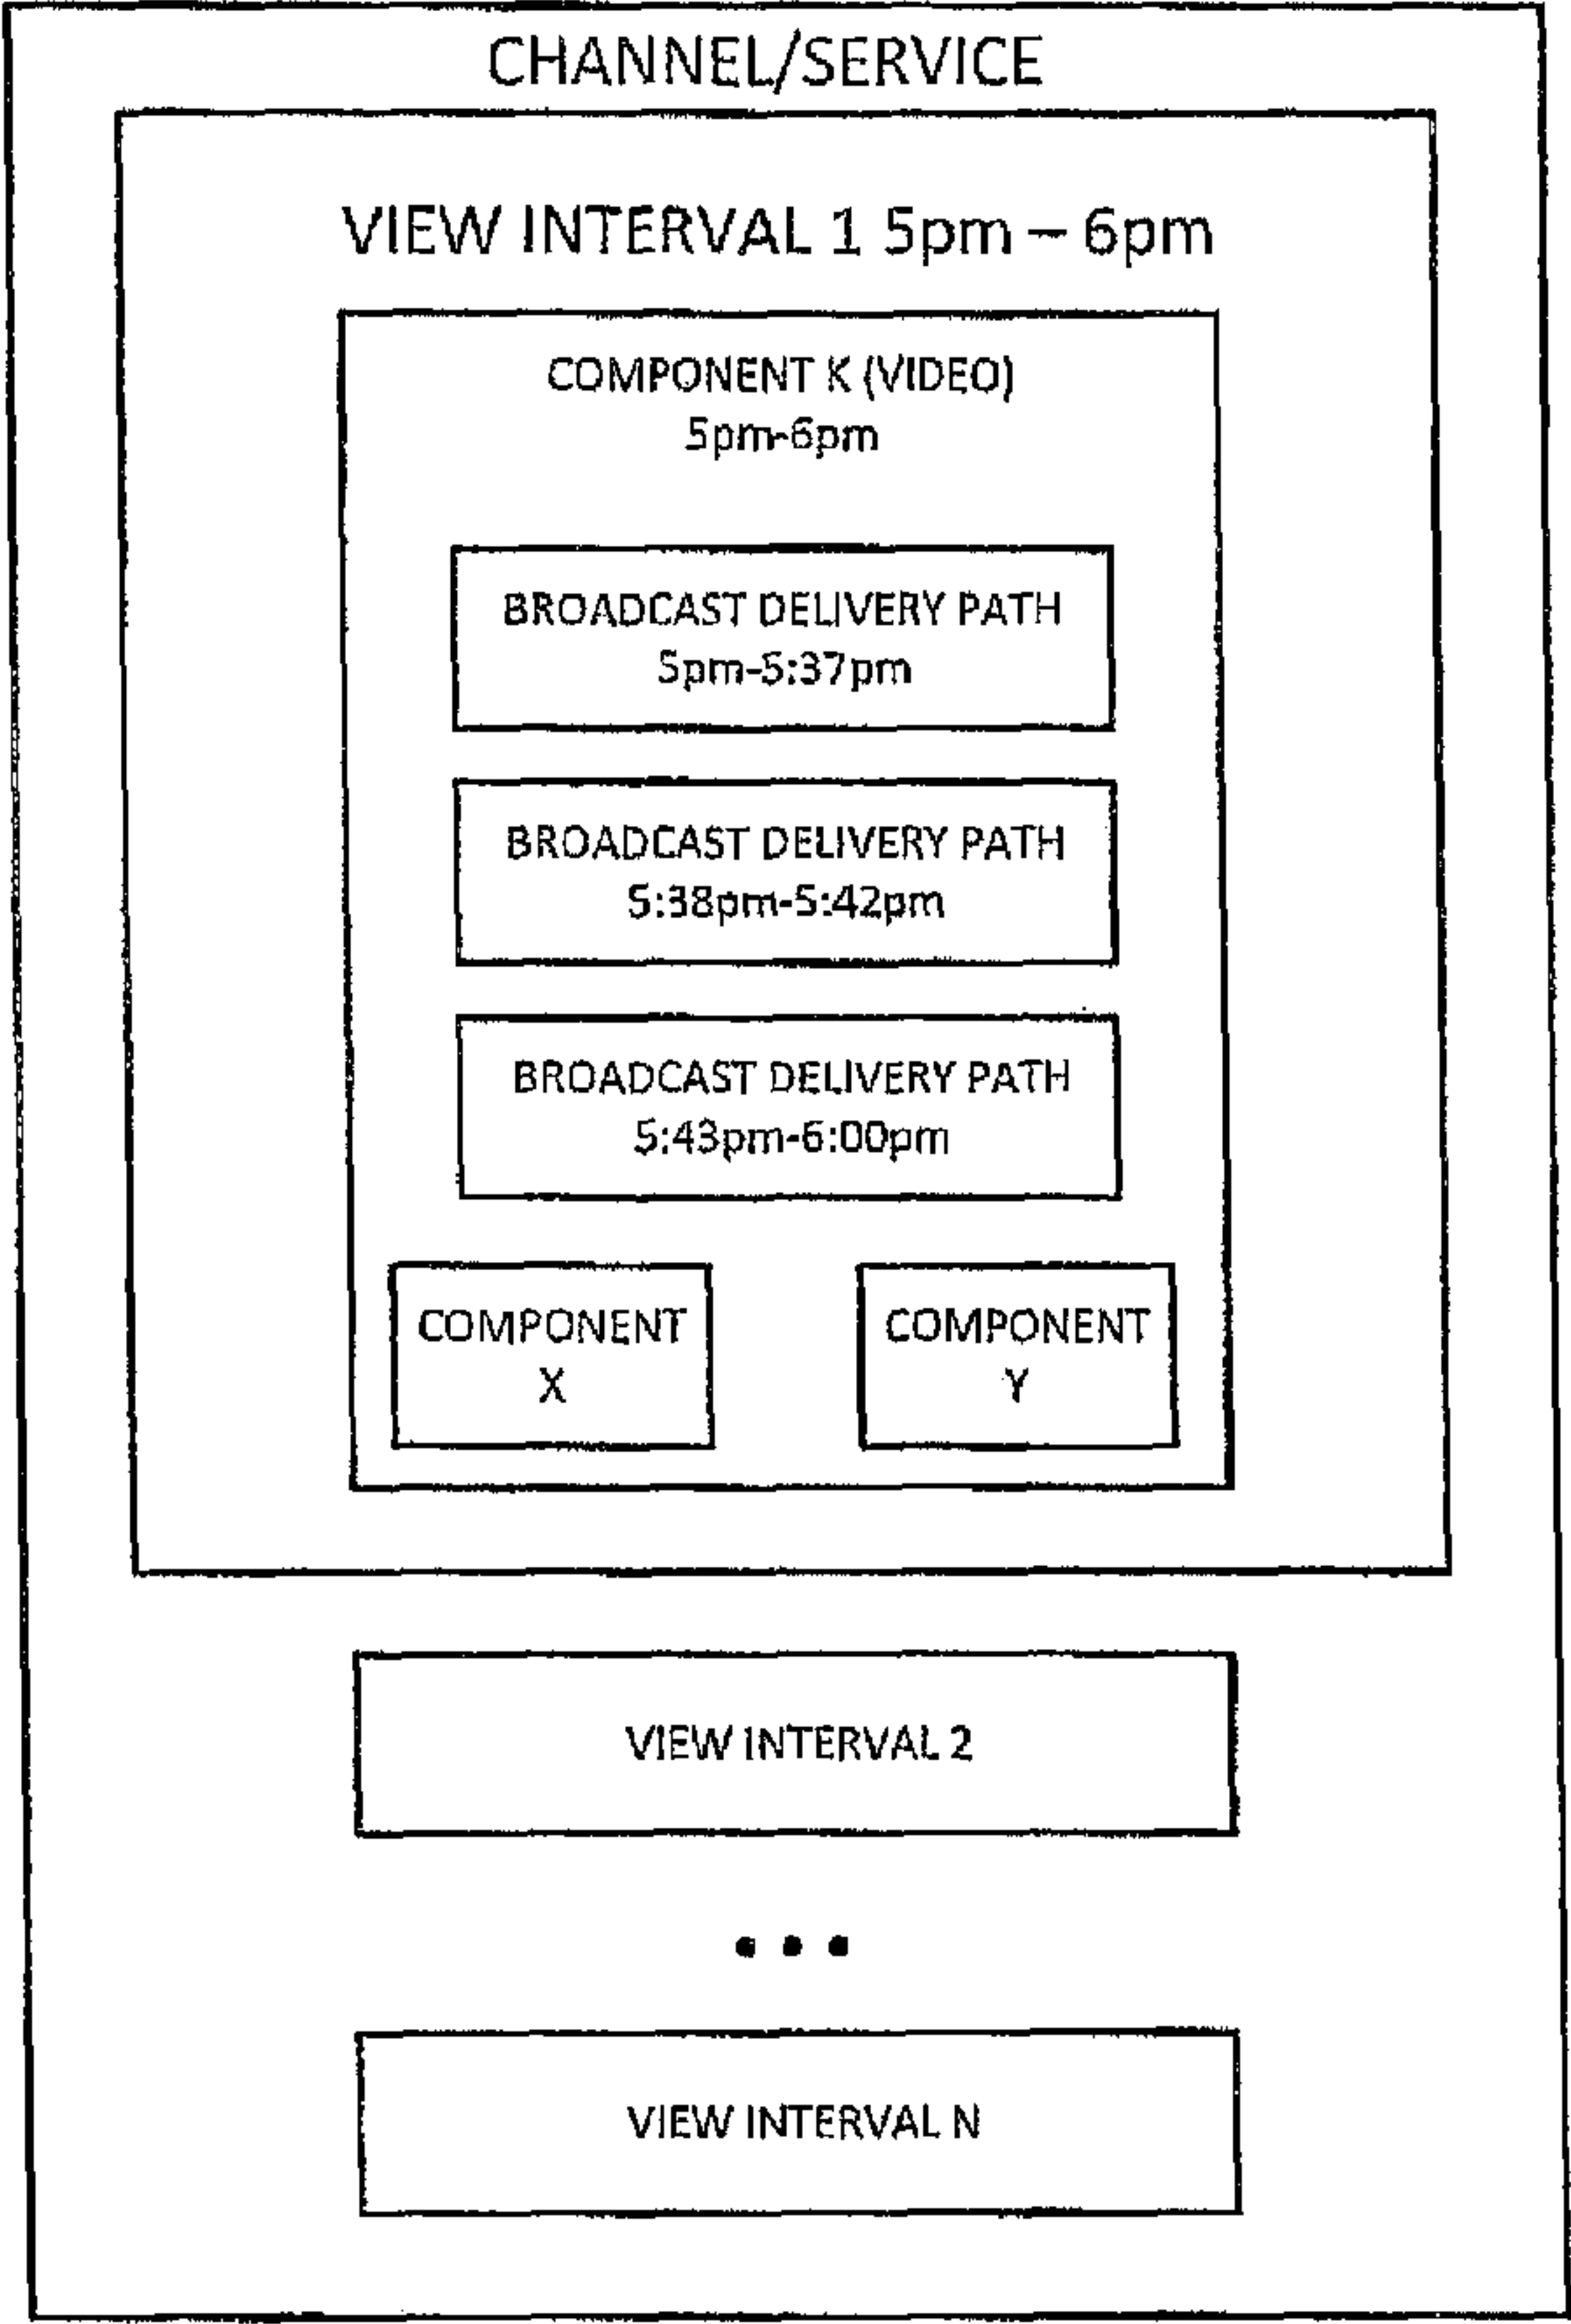 CHANNEL/SERVICE
VIEW INTERVAL 1 5pm – 6pm
COMPONENT K (VIDEO)
5pm-6pm
BROADCAST DELIVERY PATH
5pm-5:37pm
BROADCAST DELIVERY PATH
5:38pm-5:42pm
BROADCAST DELIVERY PATH
5:43pm-6:00pm
COMPONENT
X
COMPONENT
Y
VIEW INTERVAL 2
•••
VIEW INTERVAL N